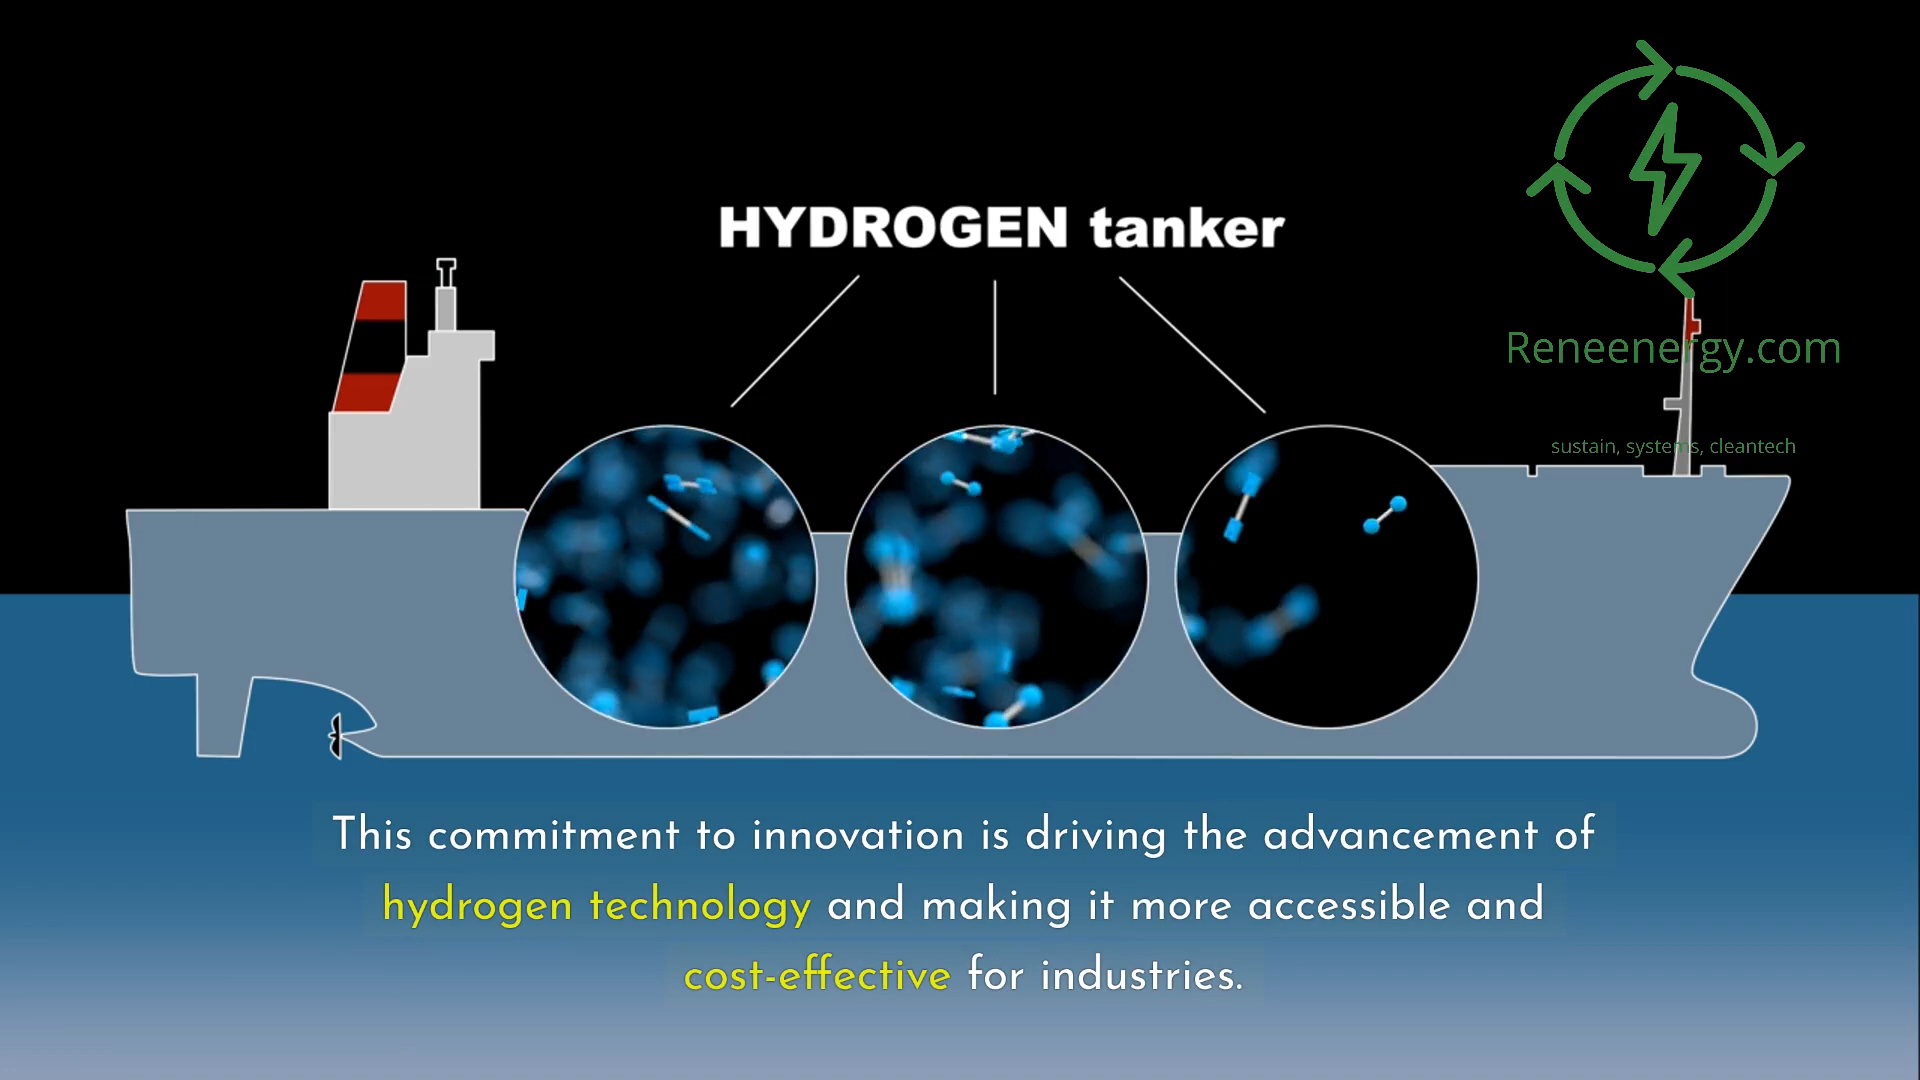 HYDROGEN tanker
Reneenergy.com
sustain, systems, cleantech
This commitment to innovation is driving the advancement of
hydrogen technology and making it more accessible and
cost-effective for industries.